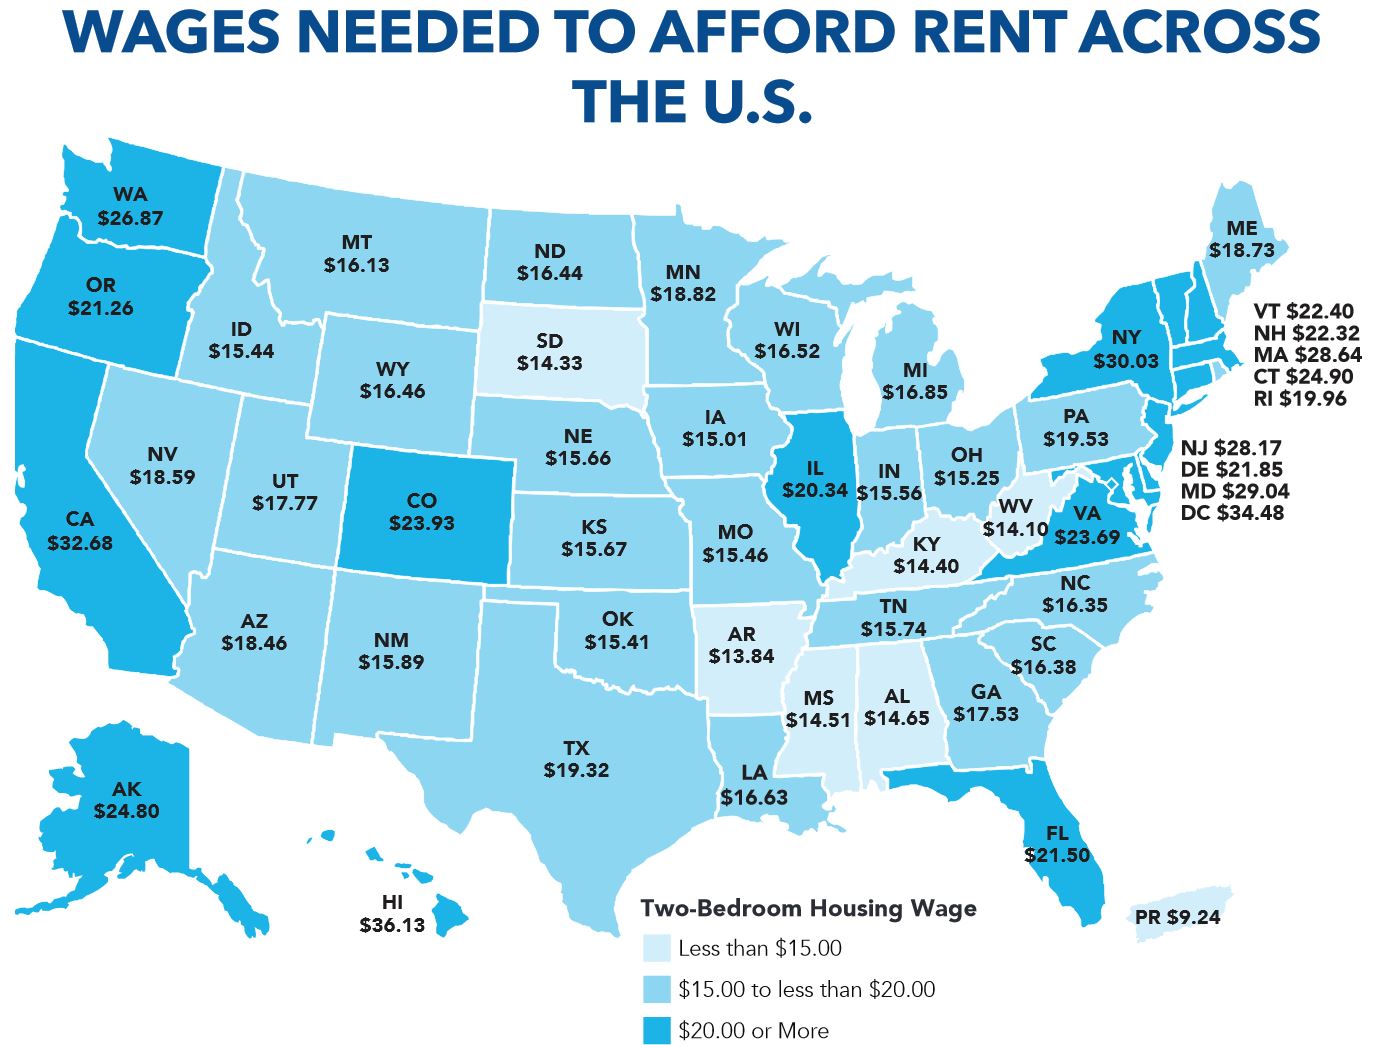 WAGES NEEDED TO AFFORD RENT ACROSS
THE U.S.
WA
$26.87
OR
$21.26
CA
$32.68
ID
$15.44
NV
$18.59
MT
$16.13
WY
$16.46
UT
$17.77
AZ
$18.46
CO
$23.93
NM
$15.89
ND
$16.44
SD
$14.33
NE
$15.66
KS
$15.67
OK
$15.41
TX
$19.32
MN
$18.82
IA
$15.01
MO
$15.46
AR
$13.84
LA
$16.63
WI
$16.52
IL
$20.34
MI
$16.85
IN
$15.56
OH
$15.25
KY
$14.40
TN
$15.74
MS
$14.51
AL
$14.65
GA
$17.53
FL
$21.50
SC
$16.38
NC
$16.35
VA
$23.69
WV
$14.10
PA
$19.53
NY
$30.03
ME
$18.73
VT $22.40
NH $22.32
MA $28.64
CT $24.90
RI $19.96
NJ $28.17
DE $21.85
MD $29.04
DC $34.48
AK
$24.80
HI
$36.13
PR $9.24
Two-Bedroom Housing Wage
Less than $15.00
$15.00 to less than $20.00
$20.00 or More